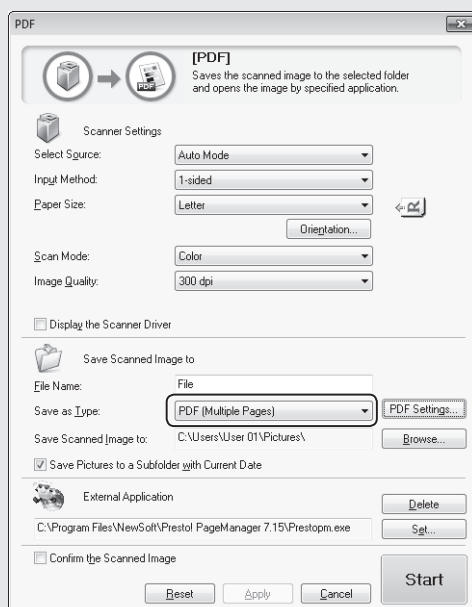 PDF
[PDF]
Saves the scanned image to the selected folder
and opens the image by specified application.
PDF
Scanner Settings
Select Source: Auto Mode
Input Method: 1-sided
Paper Size: Letter
R
Orientation...
Scan Mode: Color
Image Quality: 300 dpi
Display the Scanner Driver
Save Scanned Image to
File Name: File
Save as Type: PDF (Multiple Pages) PDF Settings...
Save Scanned Image to: C:\Users\User 01\Pictures\ Browse...
Save Pictures to a Subfolder with Current Date
External Application Delete
C:\Program Files\NewSoft\Presto! PageManager 7.15\Prestopm.exe Set...
Confirm the Scanned Image
Reset Apply Cancel Start